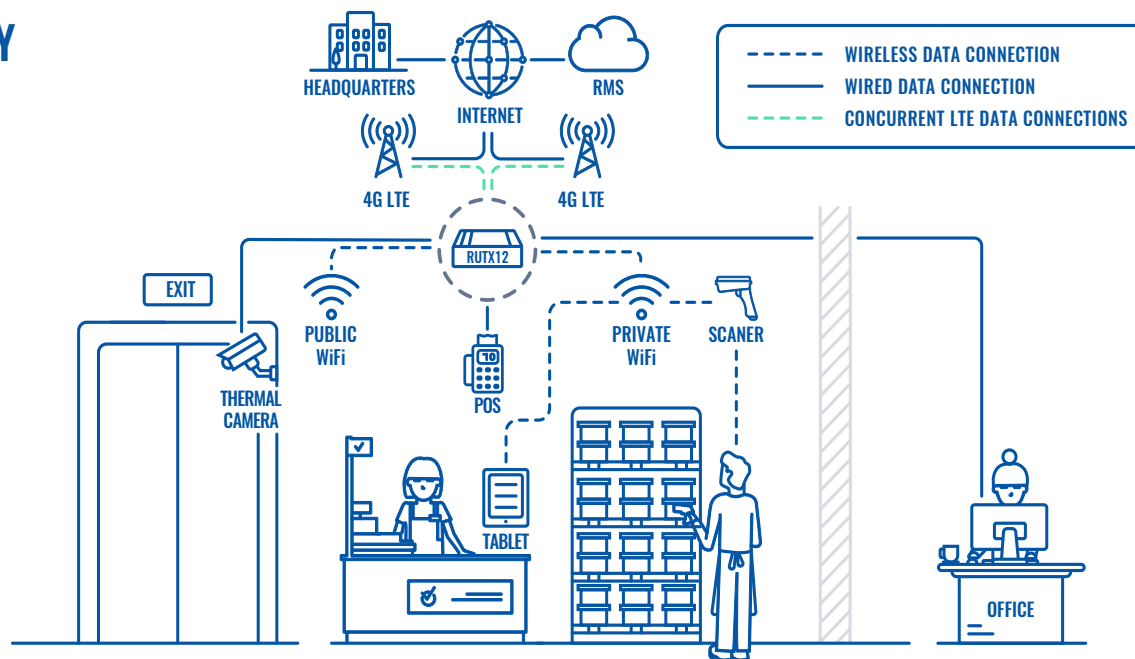 Y
HEADQUARTERS
INTERNET
RMS
WIRELESS DATA CONNECTION
WIRED DATA CONNECTION
CONCURRENT LTE DATA CONNECTIONS
4G LTE
4G LTE
RUTX12
EXIT
PUBLIC
WiFi
PRIVATE
WiFi
SCANER
THERMAL
CAMERA
POS
TABLET
OFFICE